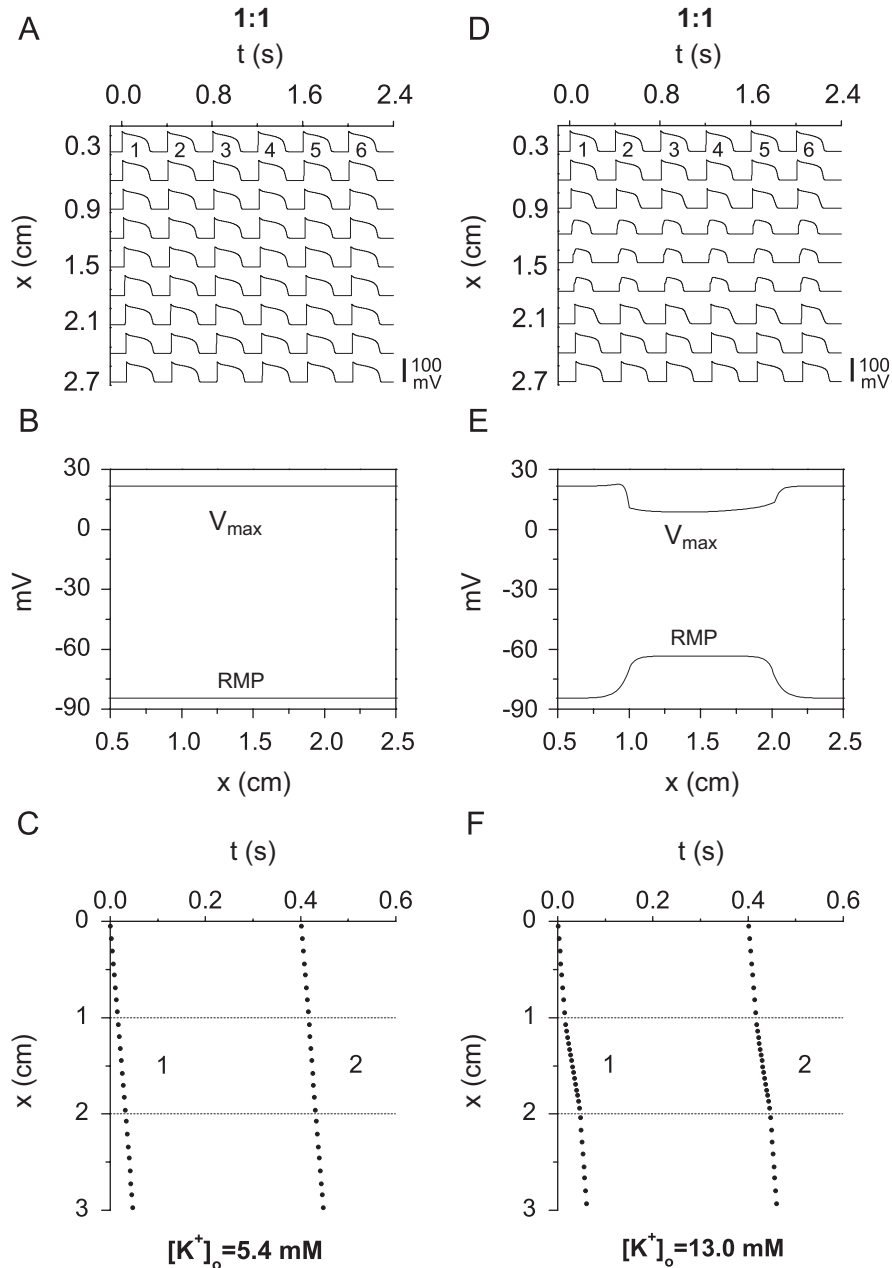 A
1:1
t (s)
0.0 0.8 1.6 2.4
x (cm)
0.3
0.9
1.5
2.1
2.7
1 2 3 4 5 6
100
mV
D
1:1
t (s)
0.0 0.8 1.6 2.4
x (cm)
0.3
0.9
1.5
2.1
2.7
1 2 3 4 5 6
100
mV
B
mV
30
0
-30
-60
-90
Vmax
RMP
0.5 1.0 1.5 2.0 2.5
x (cm)
E
mV
30
0
-30
-60
-90
Vmax
RMP
0.5 1.0 1.5 2.0 2.5
x (cm)
C
t (s)
0.0 0.2 0.4 0.6
x (cm)
0
1
2
3
1 2
[K+]o=5.4 mM
F
t (s)
0.0 0.2 0.4 0.6
x (cm)
0
1
2
3
1 2
[K+]o=13.0 mM